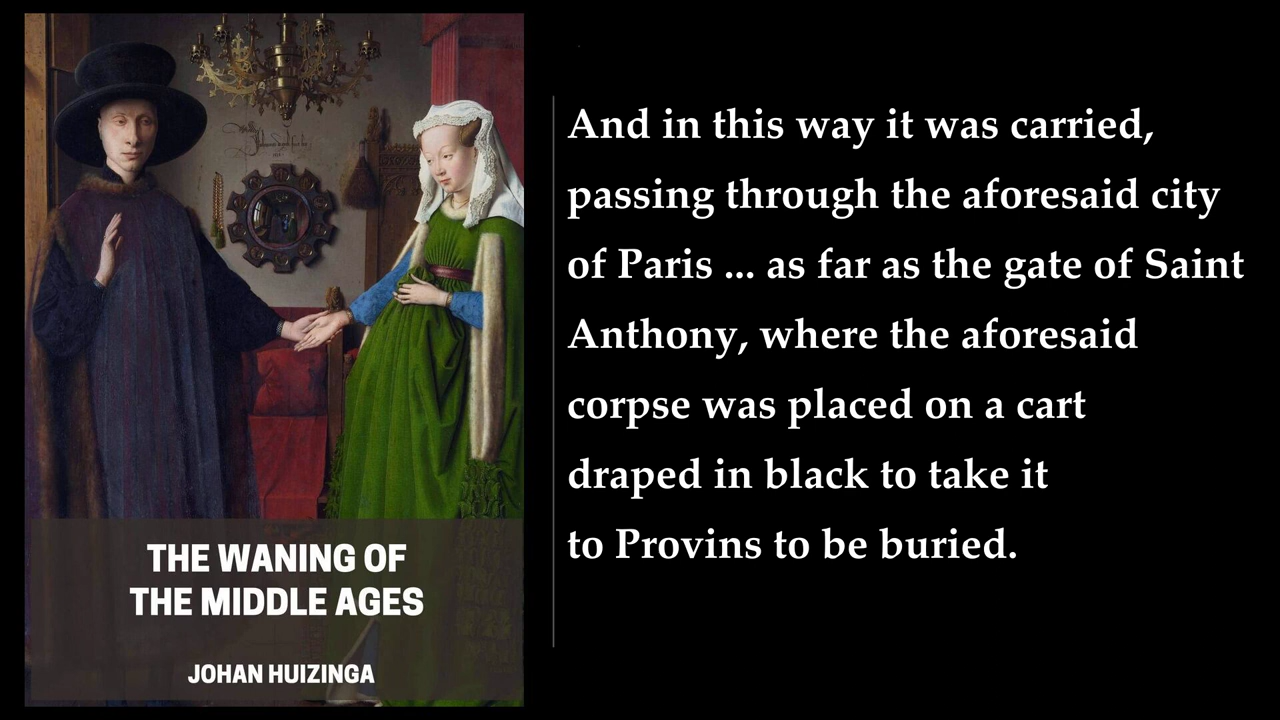 THE WANING OF
THE MIDDLE AGES
JOHAN HUIZINGA
And in this way it was carried,
passing through the aforesaid city
of Paris ... as far as the gate of Saint
Anthony, where the aforesaid
corpse was placed on a cart
draped in black to take it
to Provins to be buried.